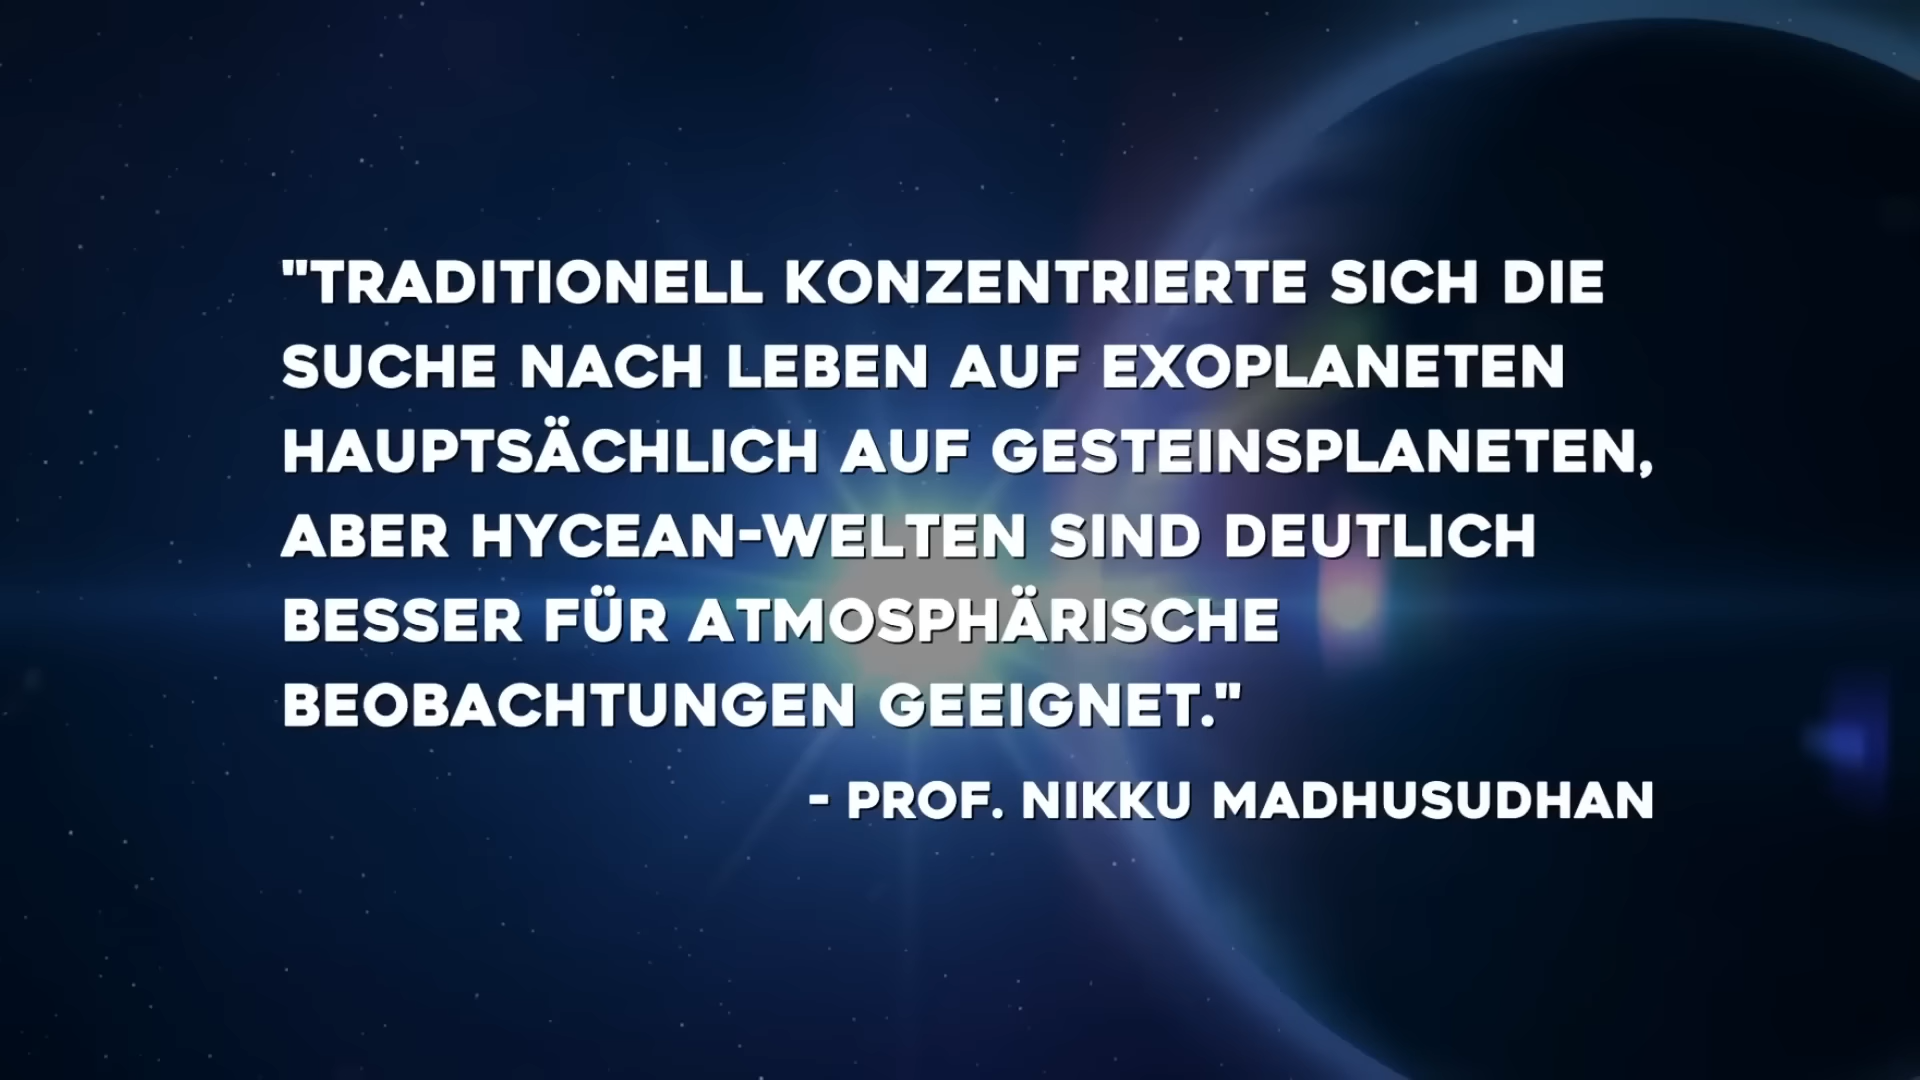 "TRADITIONELL KONZENTRIERTE SICH DIE
SUCHE NACH LEBEN AUF EXOPLANETEN
HAUPTSÄCHLICH AUF GESTEINSPLANETEN,
ABER HYCEAN-WELTEN SIND DEUTLICH
BESSER FÜR ATMOSPHÄRISCHE
BEOBACHTUNGEN GEEIGNET."
- PROF. NIKKU MADHUSUDHAN